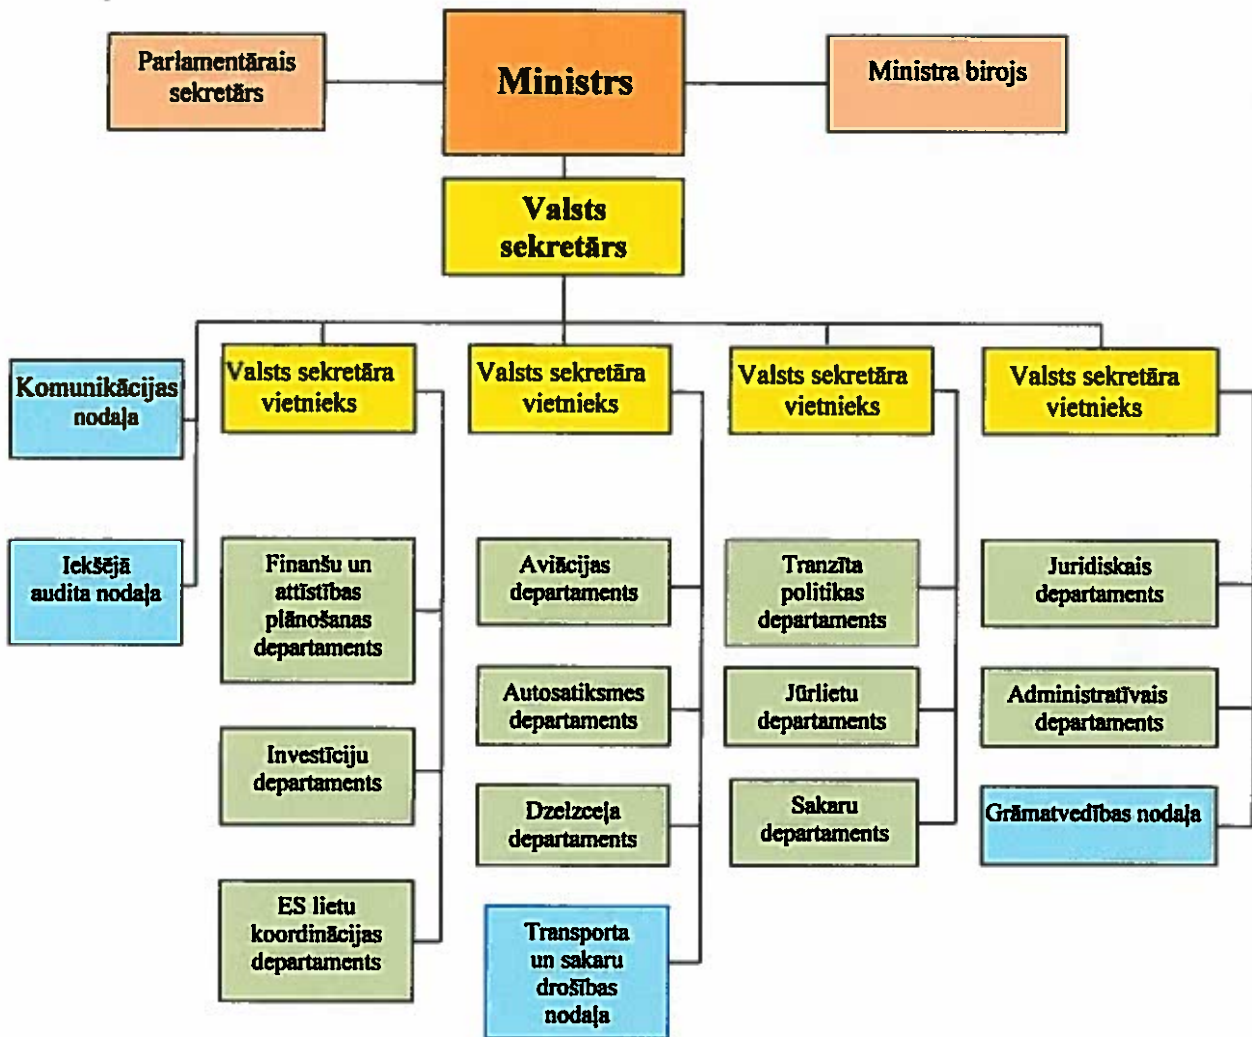 Parlamentārais
sekretārs
Ministrs
Ministra birojs
Valsts
sekretārs
Komunikācijas
nodaļa
Valsts sekretāra
vietnieks
Valsts sekretāra
vietnieks
Valsts sekretāra
vietnieks
Valsts sekretāra
vietnieks
Iekšējā
audita nodaļa
Finanšu un
attīstības
plānošanas
departaments
Aviācijas
departaments
Tranzīta
politikas
departaments
Juridiskais
departaments
Autosatiksmes
departaments
Jūrlietu
departaments
Administratīvais
departaments
Investīciju
departaments
Dzelzceļa
departaments
Sakaru
departaments
Grāmatvedības nodaļa
ES lietu
koordinācijas
departaments
Transporta
un sakaru
drošības
nodaļa